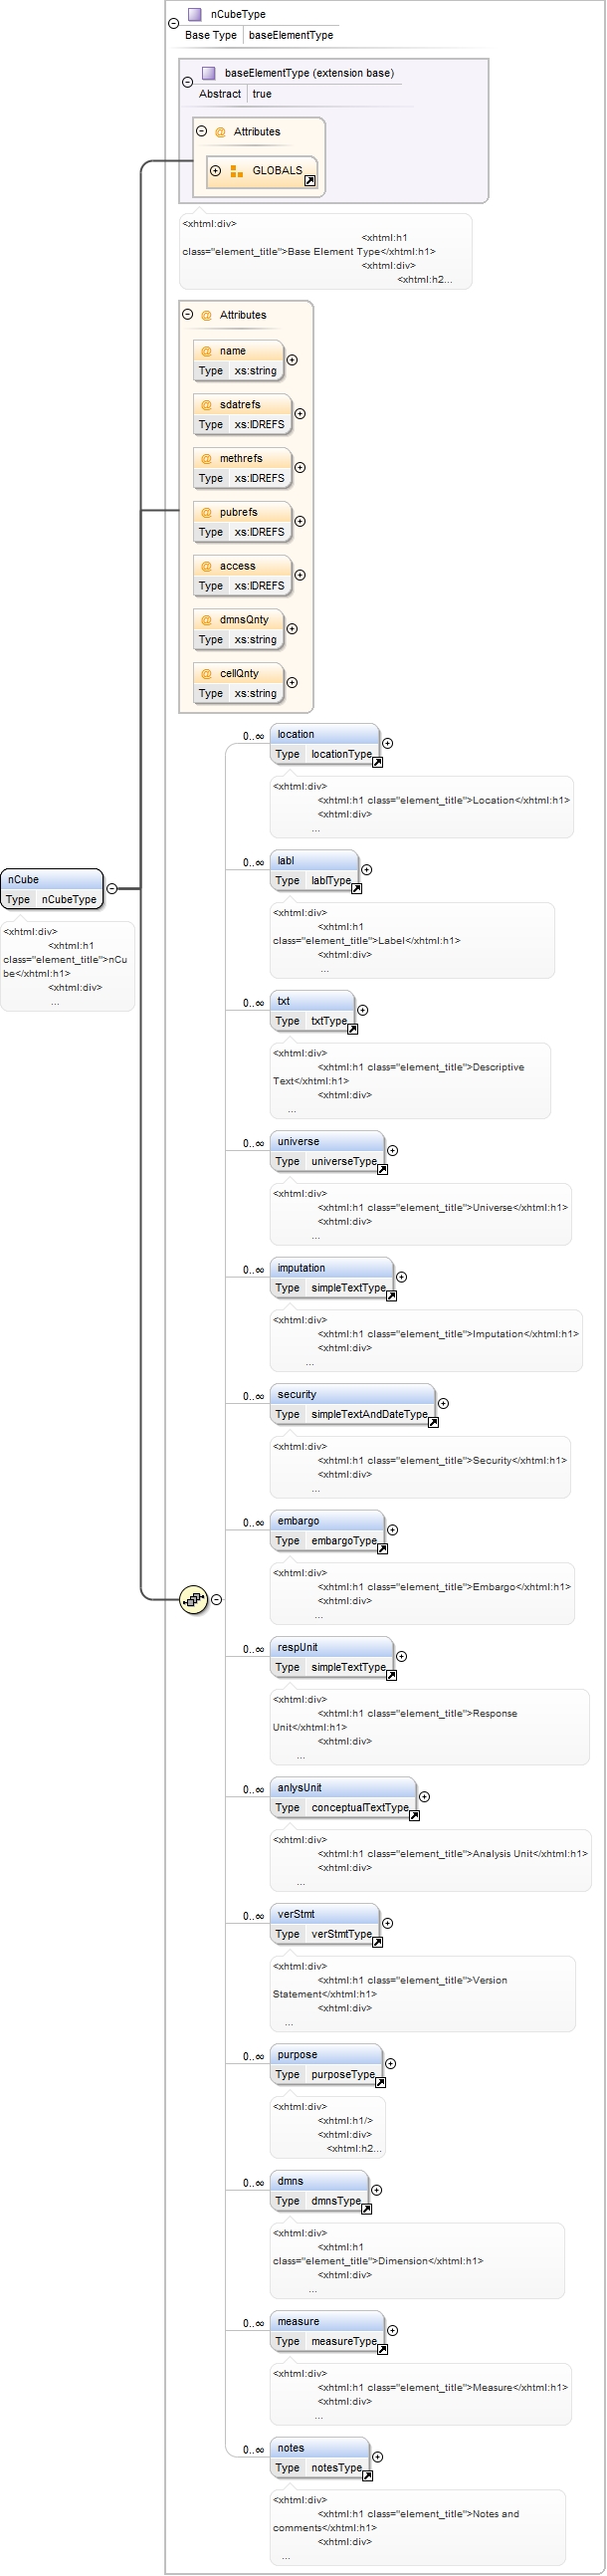 nCubeType
Base Type baseElementType
baseElementType (extension base)
Abstract true
@ Attributes
GLOBALS
<xhtml:div>
<xhtml:h1
class="element_title">Base Element Type</xhtml:h1>
<xhtml:div>
<xhtml:h2...
@ Attributes
@ name
Type xs:string
@ sdatrefs
Type xs:IDREFS
@ methrefs
Type xs:IDREFS
@ pubrefs
Type xs:IDREFS
@ access
Type xs:IDREFS
@ dmnsQnty
Type xs:string
@ cellQnty
Type xs:string
nCube
Type nCubeType
<xhtml:div>
<xhtml:h1
class="element_title">nCu
be</xhtml:h1>
<xhtml:div>
...
0..∞ location
Type locationType
<xhtml:div>
<xhtml:h1 class="element_title">Location</xhtml:h1>
<xhtml:div>
...
0..∞ labl
Type lablType
<xhtml:div>
<xhtml:h1
class="element_title">Label</xhtml:h1>
<xhtml:div>
...
0..∞ txt
Type txtType
<xhtml:div>
<xhtml:h1 class="element_title">Descriptive
Text</xhtml:h1>
<xhtml:div>
...
0..∞ universe
Type universeType
<xhtml:div>
<xhtml:h1 class="element_title">Universe</xhtml:h1>
<xhtml:div>
...
0..∞ imputation
Type simpleTextType
<xhtml:div>
<xhtml:h1 class="element_title">Imputation</xhtml:h1>
<xhtml:div>
...
0..∞ security
Type simpleTextAndDateType
<xhtml:div>
<xhtml:h1 class="element_title">Security</xhtml:h1>
<xhtml:div>
...
0..∞ embargo
Type embargoType
<xhtml:div>
<xhtml:h1 class="element_title">Embargo</xhtml:h1>
<xhtml:div>
...
0..∞ respUnit
Type simpleTextType
<xhtml:div>
<xhtml:h1 class="element_title">Response
Unit</xhtml:h1>
<xhtml:div>
...
0..∞ anlysUnit
Type conceptualTextType
<xhtml:div>
<xhtml:h1 class="element_title">Analysis Unit</xhtml:h1>
<xhtml:div>
...
0..∞ verStmt
Type verStmtType
<xhtml:div>
<xhtml:h1 class="element_title">Version
Statement</xhtml:h1>
<xhtml:div>
...
0..∞ purpose
Type purposeType
<xhtml:div>
<xhtml:h1/>
<xhtml:div>
<xhtml:h2...
0..∞ dmns
Type dmnsType
<xhtml:div>
<xhtml:h1
class="element_title">Dimension</xhtml:h1>
<xhtml:div>
...
0..∞ measure
Type measureType
<xhtml:div>
<xhtml:h1 class="element_title">Measure</xhtml:h1>
<xhtml:div>
...
0..∞ notes
Type notesType
<xhtml:div>
<xhtml:h1 class="element_title">Notes and
comments</xhtml:h1>
<xhtml:div>
...